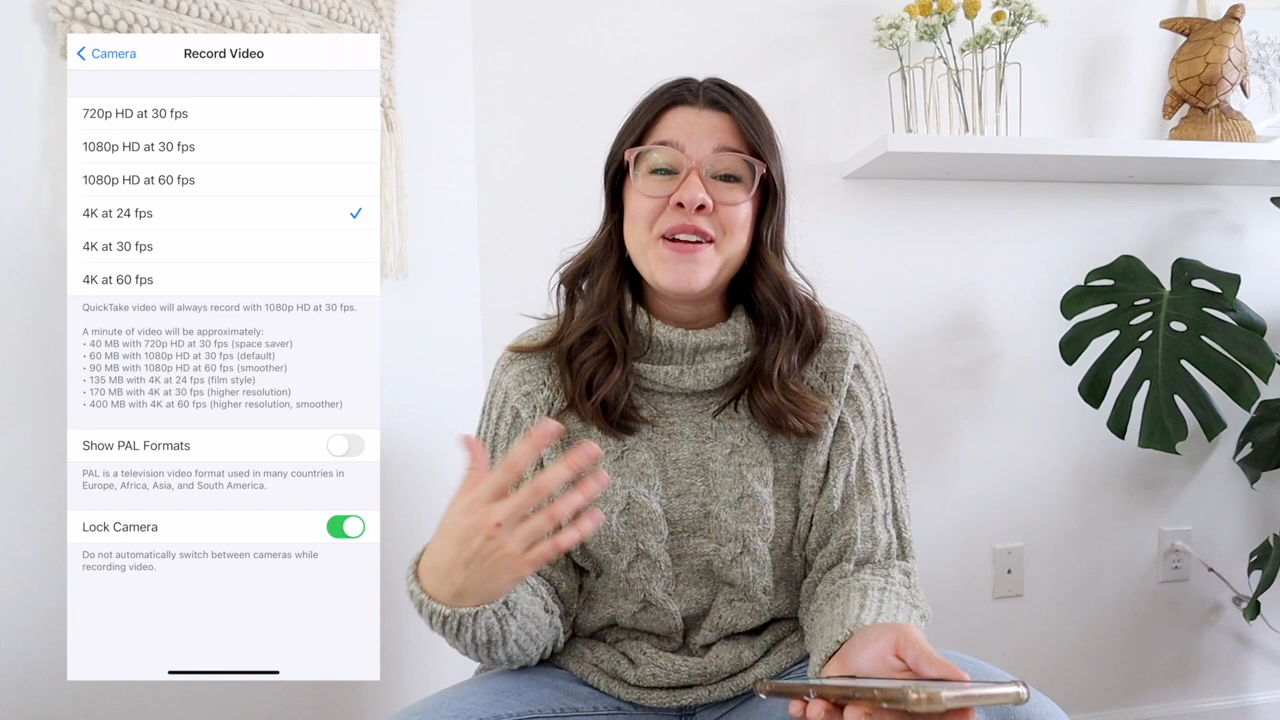 Camera
Record Video
720p HD at 30 fps
1080p HD at 30 fps
1080p HD at 60 fps
4K at 24 fps
4K at 30 fps
4K at 60 fps
QuickTake video will always record with 1080p HD at 30 fps.
A minute of video will be approximately:
• 40 MB with 720p HD at 30 fps (space saver)
• 60 MB with 1080p HD at 30 fps (default)
• 90 MB with 1080p HD at 60 fps (smoother)
• 135 MB with 4K at 24 fps (film style)
• 170 MB with 4K at 30 fps (higher resolution)
• 400 MB with 4K at 60 fps (higher resolution, smoother)
Show PAL Formats
PAL is a television video format used in many countries in
Europe, Africa, Asia, and South America.
Lock Camera
Do not automatically switch between cameras while
recording video.